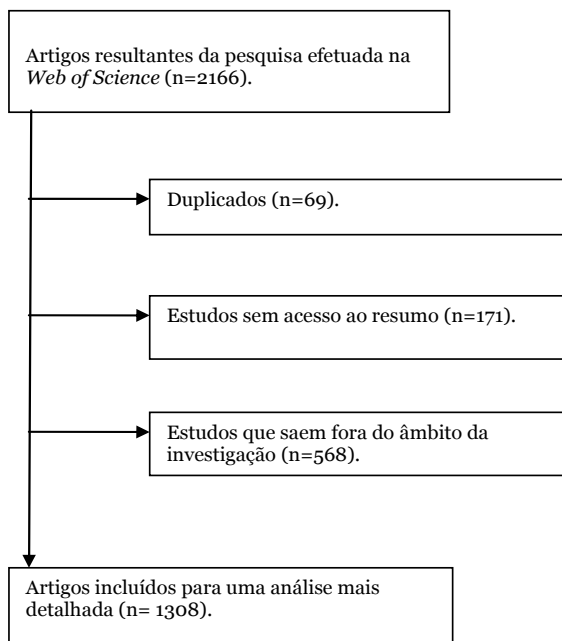 Artigos resultantes da pesquisa efetuada na
Web of Science (n=2166).
Duplicados (n=69).
Estudos sem acesso ao resumo (n=171).
Estudos que saem fora do âmbito da
investigação (n=568).
Artigos incluídos para uma análise mais
detalhada (n= 1308).